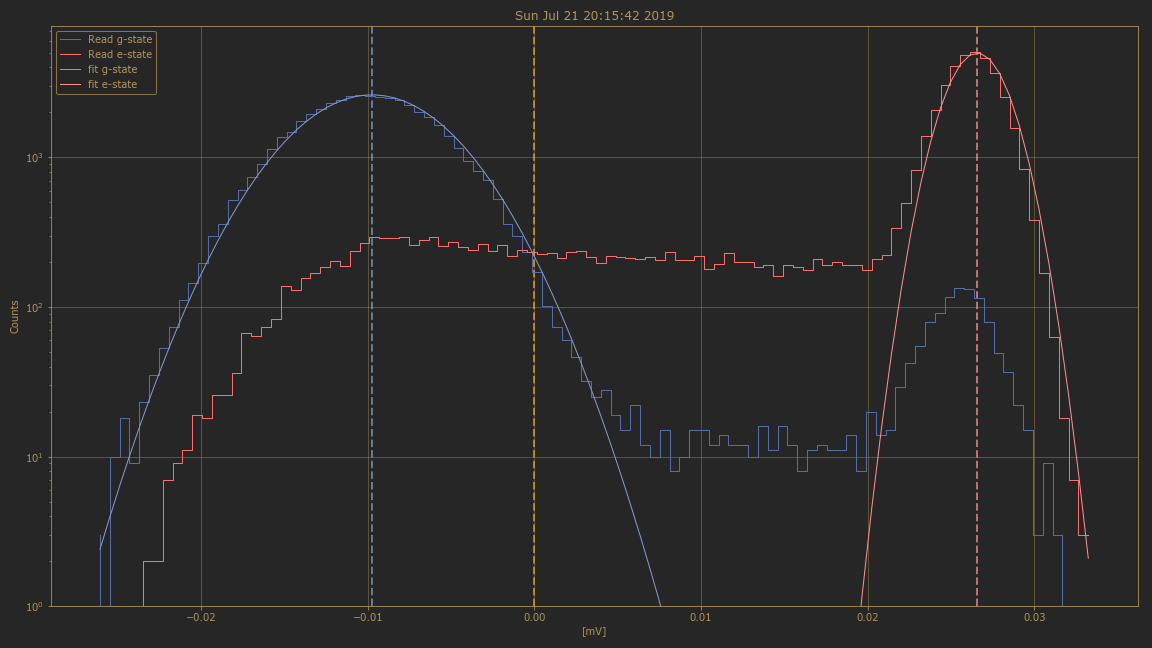 Sun Jul 21 20:15:42 2019
Read g-state
Read e-state
fit g-state
fit e-state
Counts
10³
10²
10¹
10⁰
−0.02
−0.01
0.00
0.01
0.02
0.03
[mV]